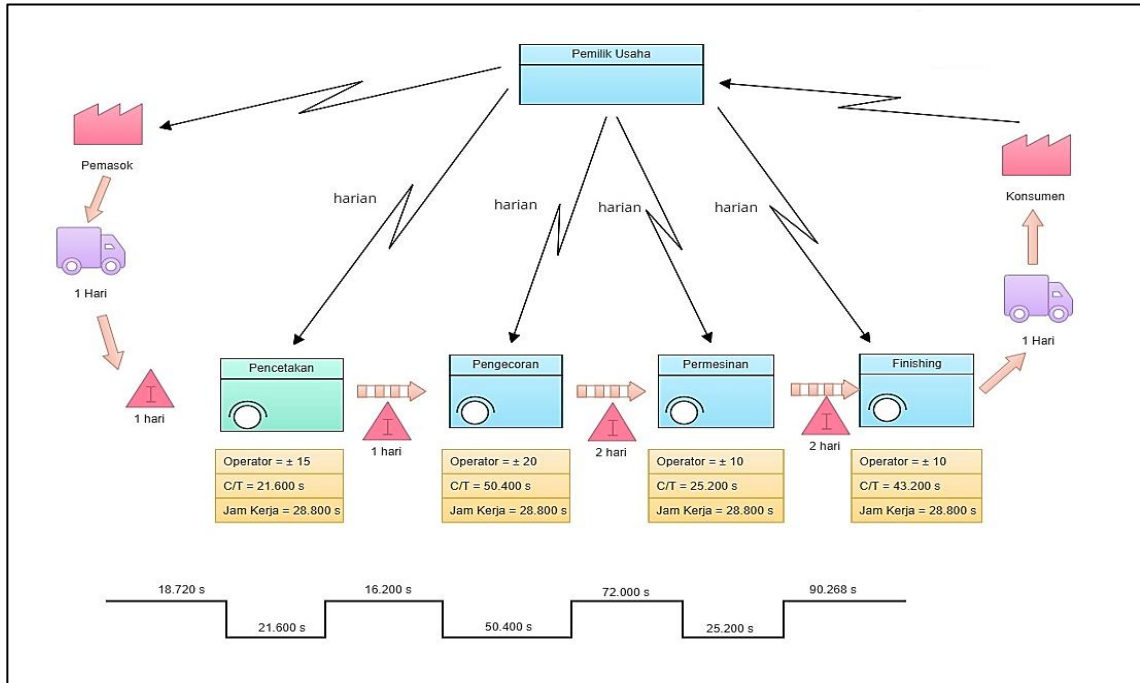 Pemilik Usaha
Pemasok
Konsumen
harian
harian
harian
harian
1 Hari
1 Hari
Pencetakan
Pengecoran
Permesinan
Finishing
I
1 hari
I
1 hari
I
2 hari
I
2 hari
Operator = ± 15
C/T = 21.600 s
Jam Kerja = 28.800 s
Operator = ± 20
C/T = 50.400 s
Jam Kerja = 28.800 s
Operator = ± 10
C/T = 25.200 s
Jam Kerja = 28.800 s
Operator = ± 10
C/T = 43.200 s
Jam Kerja = 28.800 s
18.720 s
21.600 s
16.200 s
50.400 s
72.000 s
25.200 s
90.268 s